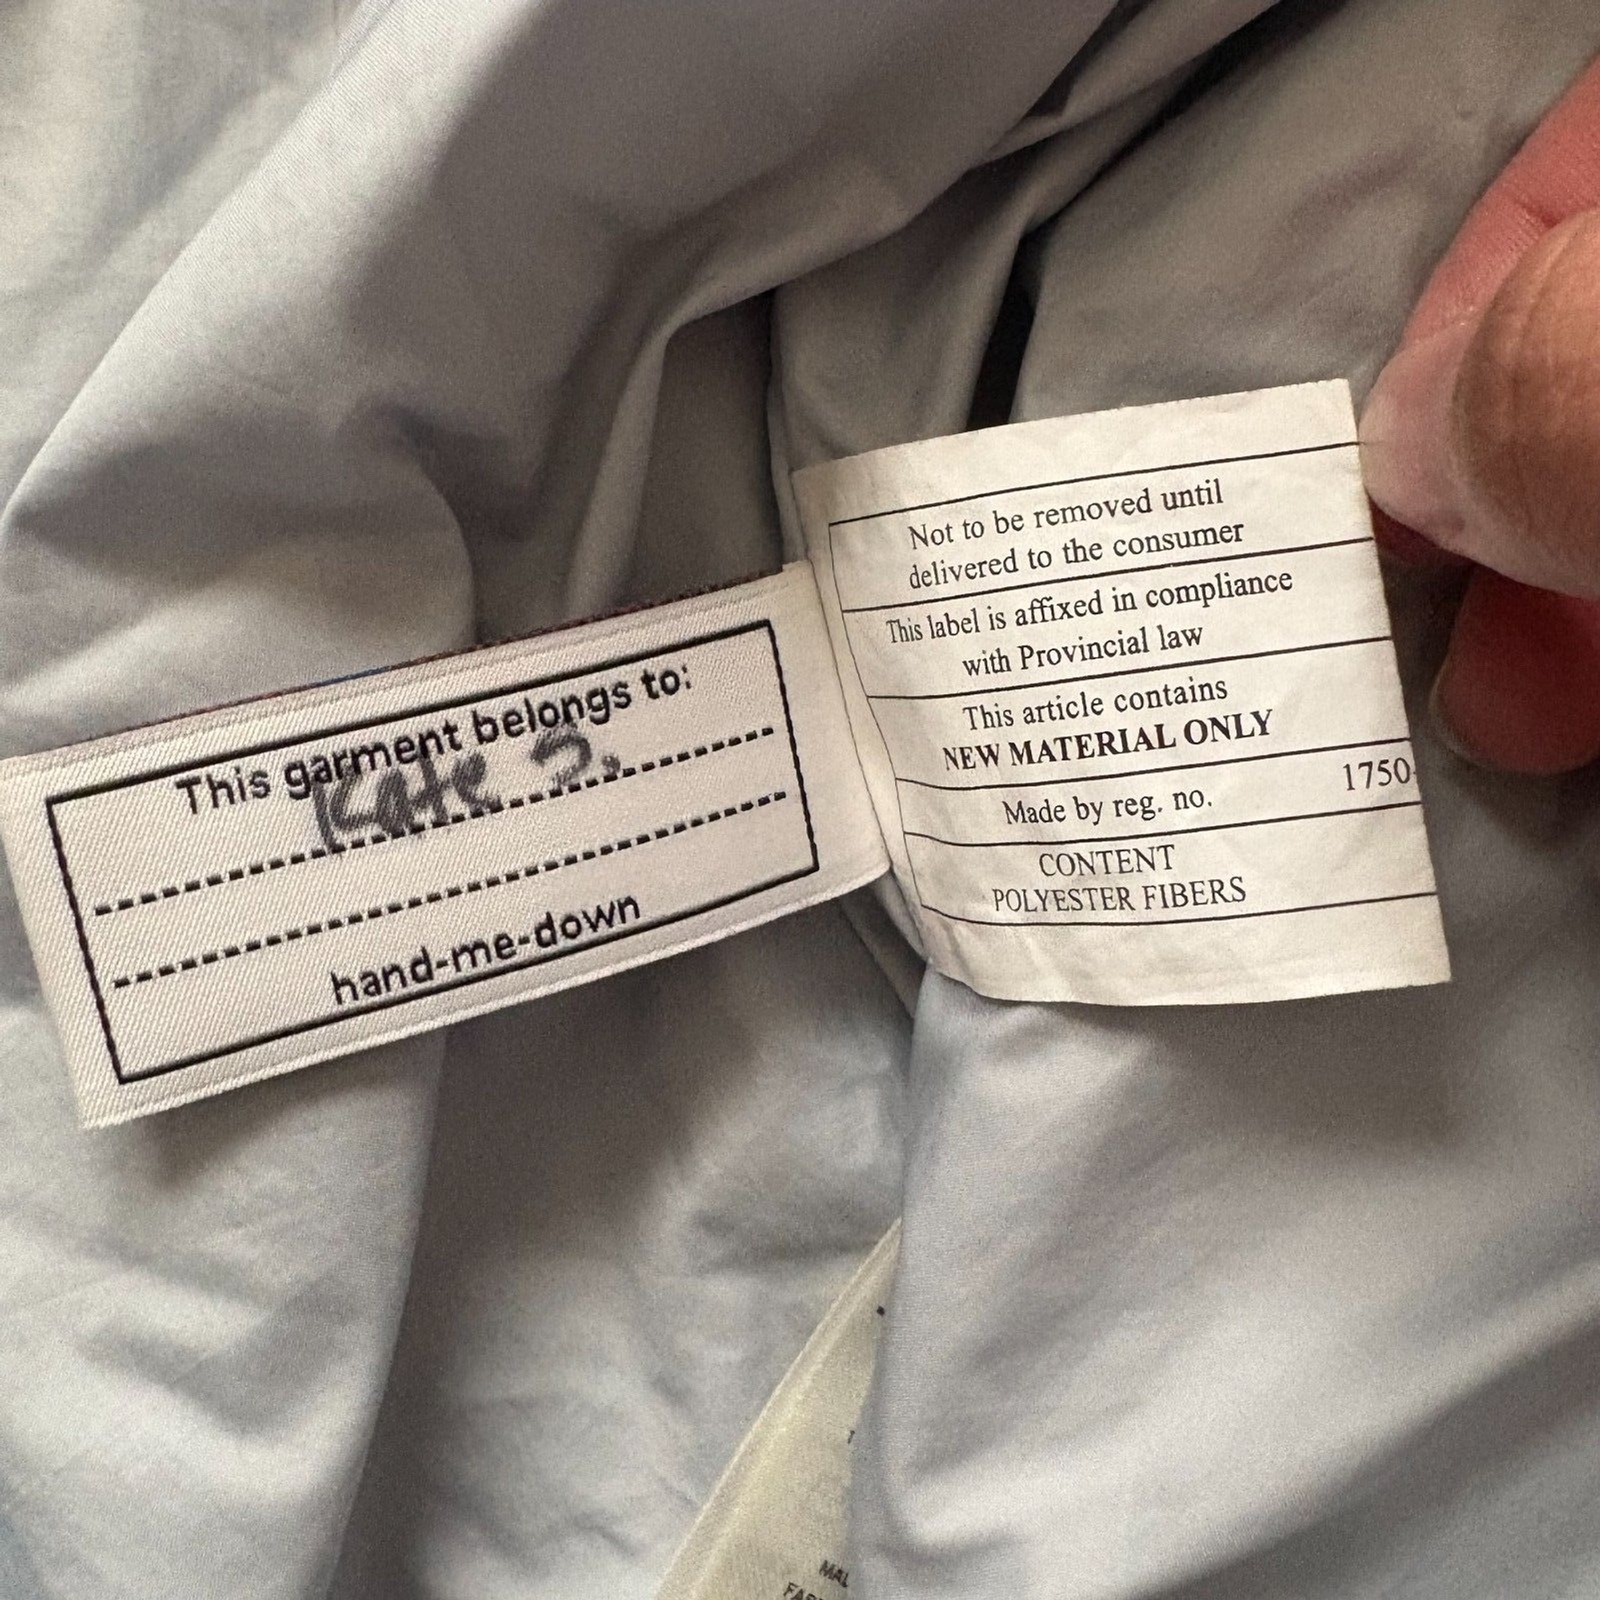 This garment belongs to:
Kate S.
hand-me-down
Not to be removed until
delivered to the consumer
This label is affixed in compliance
with Provincial law
This article contains
NEW MATERIAL ONLY
Made by reg. no. 1750-
CONTENT
POLYESTER FIBERS